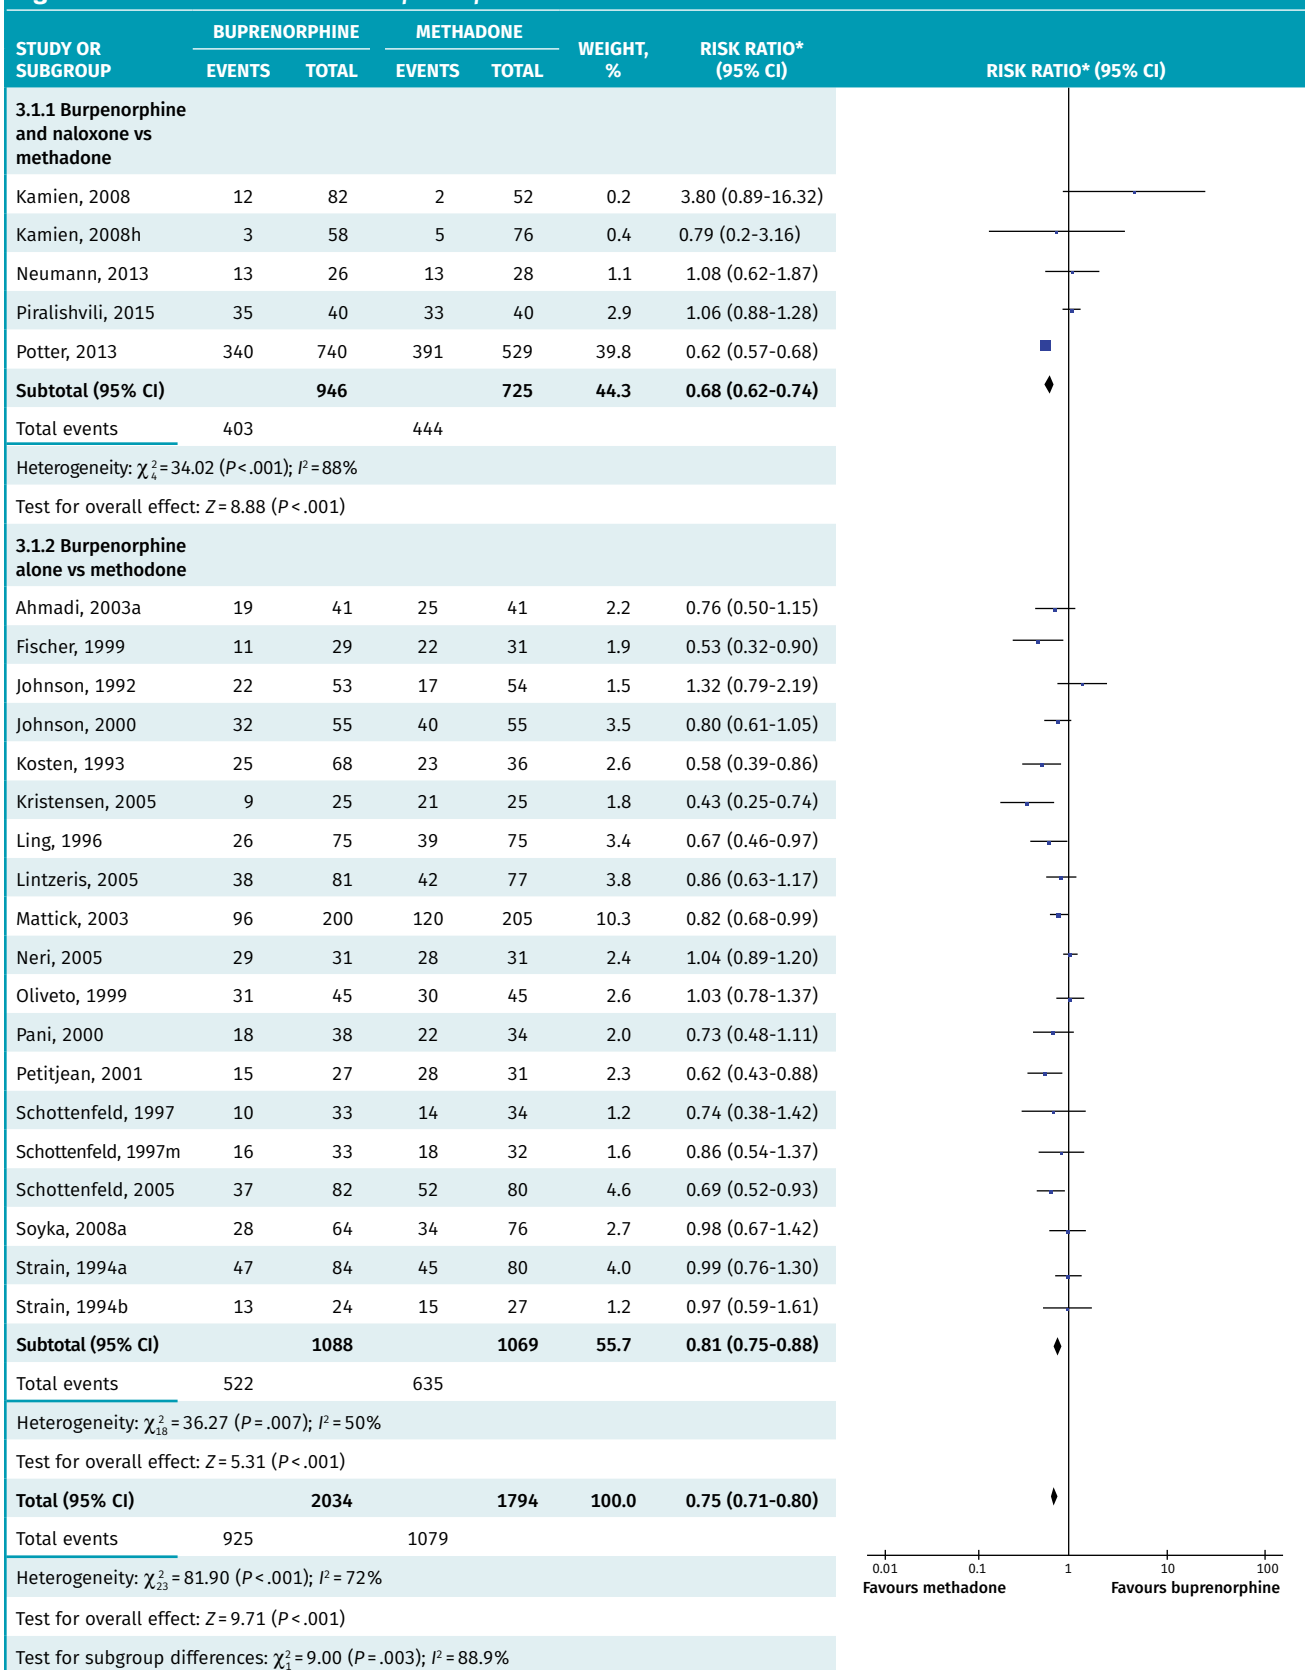 STUDY OR SUBGROUP BUPRENORPHINE METHADONE WEIGHT, % RISK RATIO* (95% CI) RISK RATIO* (95% CI)
EVENTS TOTAL EVENTS TOTAL
3.1.1 Burpenorphine
and naloxone vs
methadone
Kamien, 2008 12 82 2 52 0.2 3.80 (0.89-16.32)
Kamien, 2008h 3 58 5 76 0.4 0.79 (0.2-3.16)
Neumann, 2013 13 26 13 28 1.1 1.08 (0.62-1.87)
Piralishvili, 2015 35 40 33 40 2.9 1.06 (0.88-1.28)
Potter, 2013 340 740 391 529 39.8 0.62 (0.57-0.68)
Subtotal (95% CI) 946 725 44.3 0.68 (0.62-0.74)
Total events 403 444
Heterogeneity: χ²₄=34.02 (P<.001); I²=88%
Test for overall effect: Z=8.88 (P<.001)
3.1.2 Burpenorphine
alone vs methodone
Ahmadi, 2003a 19 41 25 41 2.2 0.76 (0.50-1.15)
Fischer, 1999 11 29 22 31 1.9 0.53 (0.32-0.90)
Johnson, 1992 22 53 17 54 1.5 1.32 (0.79-2.19)
Johnson, 2000 32 55 40 55 3.5 0.80 (0.61-1.05)
Kosten, 1993 25 68 23 36 2.6 0.58 (0.39-0.86)
Kristensen, 2005 9 25 21 25 1.8 0.43 (0.25-0.74)
Ling, 1996 26 75 39 75 3.4 0.67 (0.46-0.97)
Lintzeris, 2005 38 81 42 77 3.8 0.86 (0.63-1.17)
Mattick, 2003 96 200 120 205 10.3 0.82 (0.68-0.99)
Neri, 2005 29 31 28 31 2.4 1.04 (0.89-1.20)
Oliveto, 1999 31 45 30 45 2.6 1.03 (0.78-1.37)
Pani, 2000 18 38 22 34 2.0 0.73 (0.48-1.11)
Petitjean, 2001 15 27 28 31 2.3 0.62 (0.43-0.88)
Schottenfeld, 1997 10 33 14 34 1.2 0.74 (0.38-1.42)
Schottenfeld, 1997m 16 33 18 32 1.6 0.86 (0.54-1.37)
Schottenfeld, 2005 37 82 52 80 4.6 0.69 (0.52-0.93)
Soyka, 2008a 28 64 34 76 2.7 0.98 (0.67-1.42)
Strain, 1994a 47 84 45 80 4.0 0.99 (0.76-1.30)
Strain, 1994b 13 24 15 27 1.2 0.97 (0.59-1.61)
Subtotal (95% CI) 1088 1069 55.7 0.81 (0.75-0.88)
Total events 522 635
Heterogeneity: χ²₁₈=36.27 (P=.007); I²=50%
Test for overall effect: Z=5.31 (P<.001)
Total (95% CI) 2034 1794 100.0 0.75 (0.71-0.80)
Total events 925 1079
Heterogeneity: χ²₂₃=81.90 (P<.001); I²=72%
Test for overall effect: Z=9.71 (P<.001)
Test for subgroup differences: χ²₁=9.00 (P=.003); I²=88.9%
0.01 0.1 1 10 100
Favours methadone Favours buprenorphine